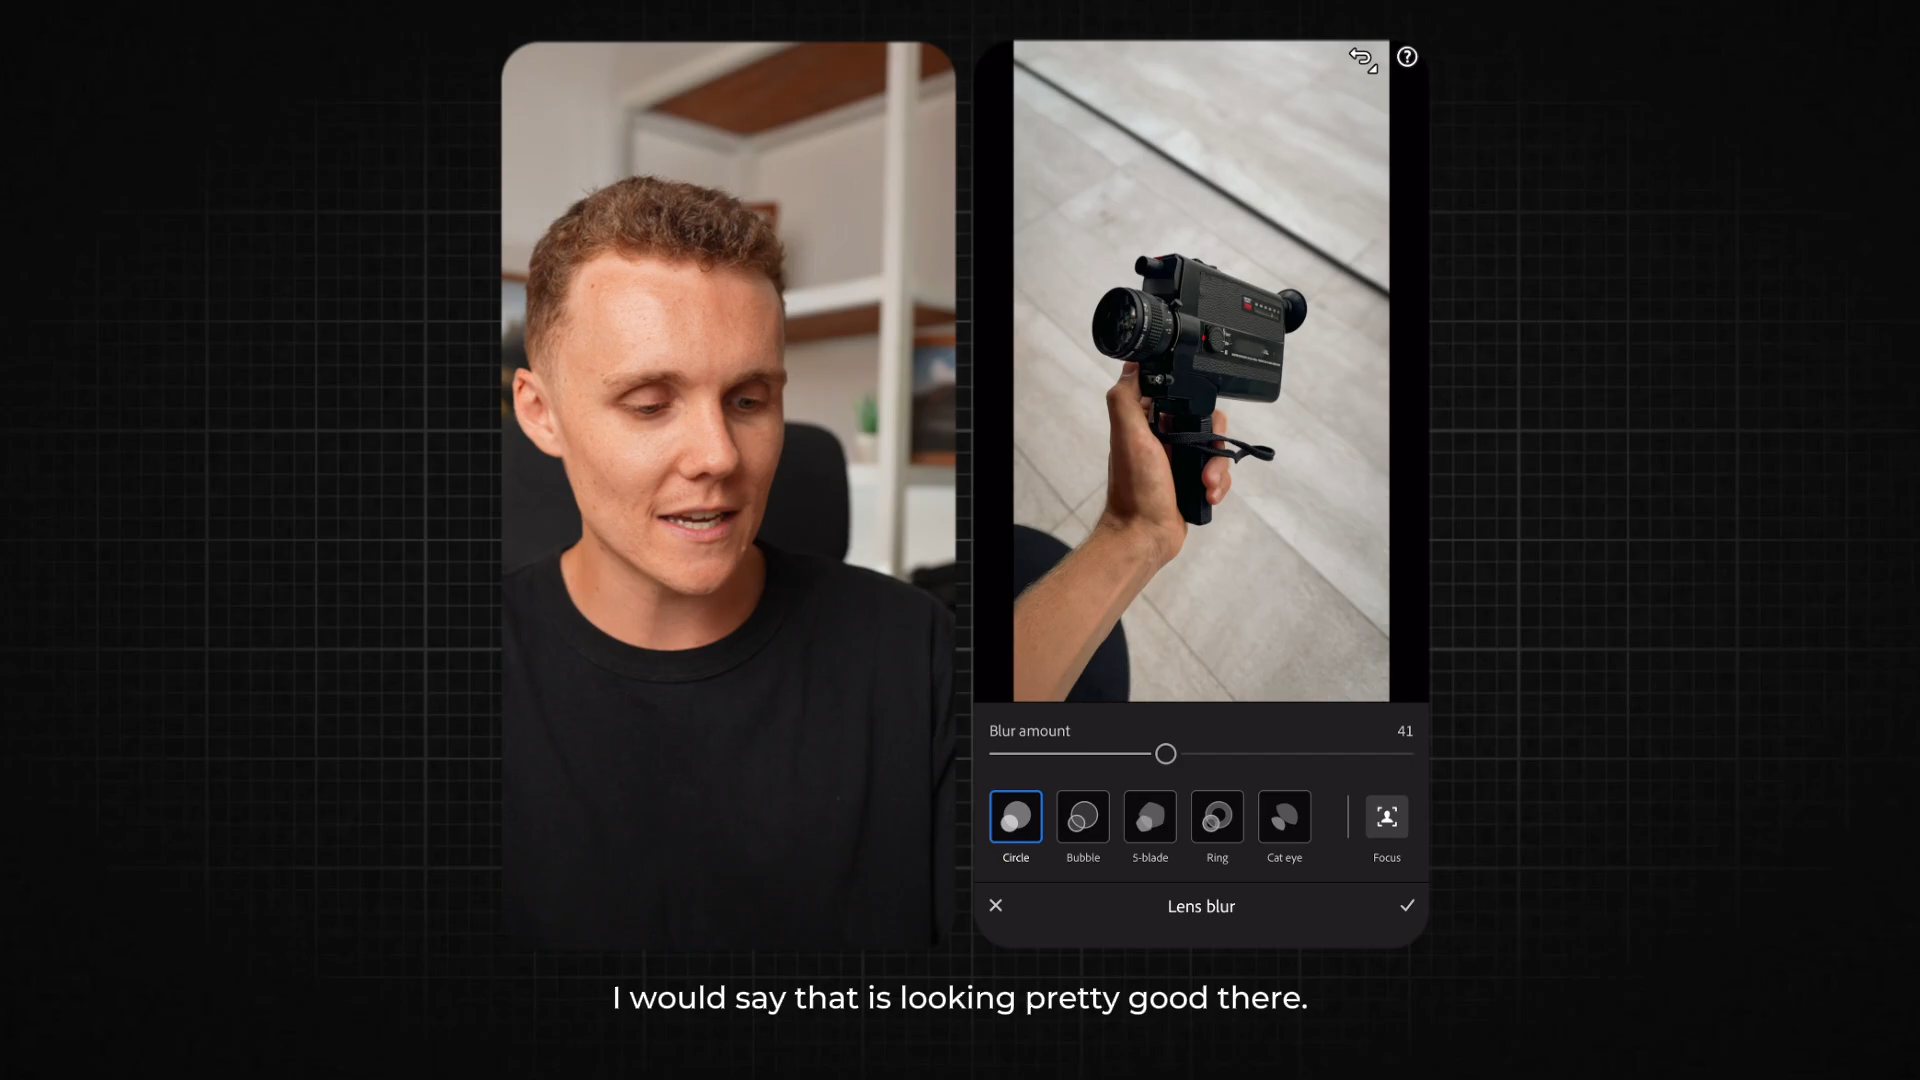 Blur amount
41
Circle
Bubble
5-blade
Ring
Cat eye
Focus
Lens blur
I would say that is looking pretty good there.